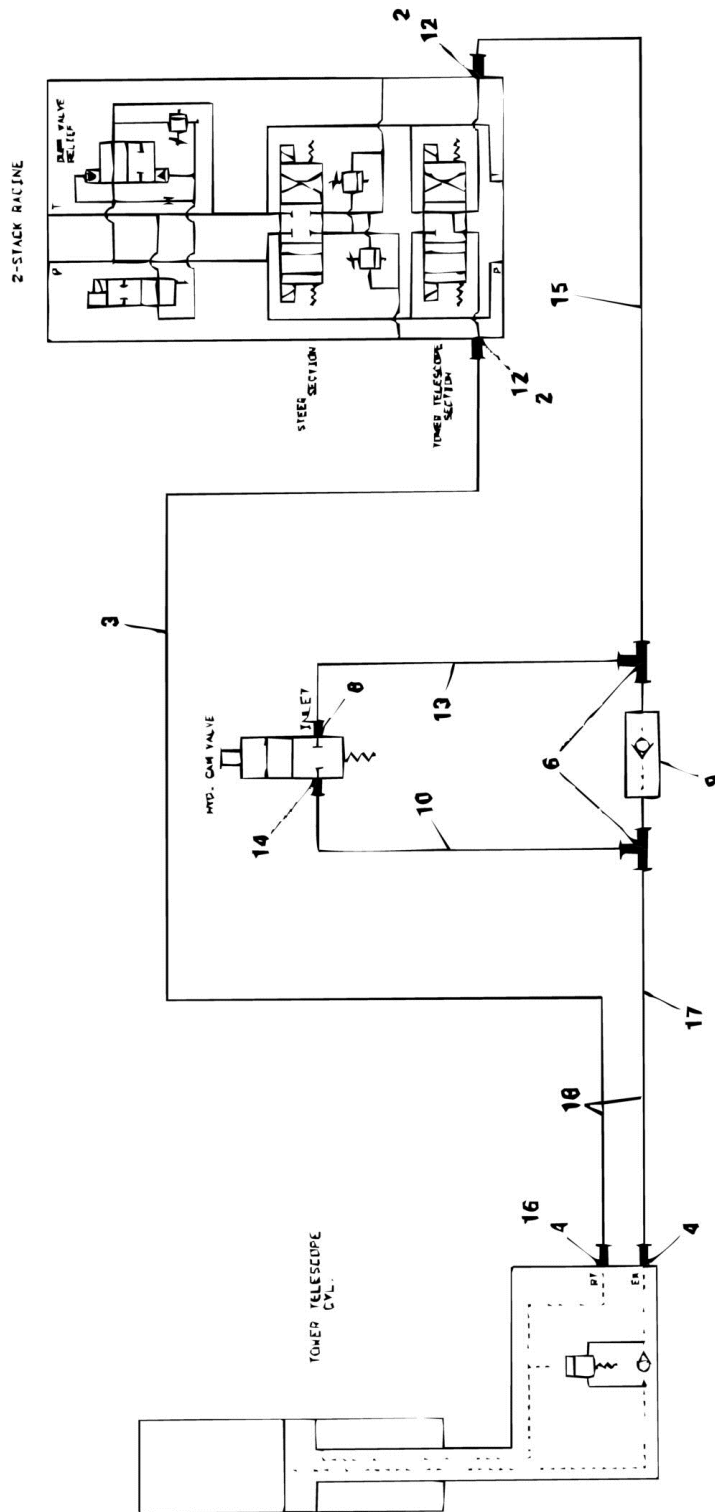 2-STACK RACINE
P
T
DUMP VALVE
RELIEF
STEER
SECTION
TOWER TELESCOPE
SECTION
P
T
2
12
12
2
15
3
HYD. CAM VALVE
INLET
8
14
13
10
6
9
17
18
16
4
4
TOWER TELESCOPE
CYL.
RT
EX